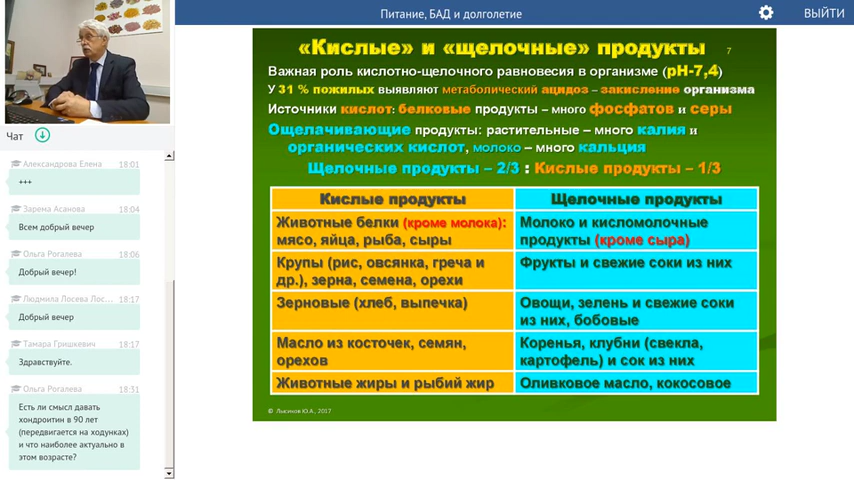 Питание, БАД и долголетие
ВЫЙТИ
Чат
Александрова Елена 18:01
+++
Зарема Асанова 18:04
Всем добрый вечер
Ольга Рогалева 18:06
Добрый вечер!
Людмила Лосева Лос... 18:17
Добрый вечер
Тамара Гришкевич 18:17
Здравствуйте.
Ольга Рогалева 18:31
Есть ли смысл давать
хондроитин в 90 лет
(передвигается на ходунках)
и что наиболее актуально в
этом возрасте?
«Кислые» и «щелочные» продукты 7
Важная роль кислотно-щелочного равновесия в организме (рН-7,4)
У 31 % пожилых выявляют метаболический ацидоз – закисление организма
Источники кислот: белковые продукты – много фосфатов и серы
Ощелачивающие продукты: растительные – много калия и
органических кислот, молоко – много кальция
Щелочные продукты – 2/3 : Кислые продукты – 1/3
Кислые продукты
Щелочные продукты
Животные белки (кроме молока):
мясо, яйца, рыба, сыры
Молоко и кисломолочные
продукты (кроме сыра)
Крупы (рис, овсянка, греча и
др.), зерна, семена, орехи
Фрукты и свежие соки из них
Зерновые (хлеб, выпечка)
Овощи, зелень и свежие соки
из них, бобовые
Масло из косточек, семян,
орехов
Коренья, клубни (свекла,
картофель) и сок из них
Животные жиры и рыбий жир
Оливковое масло, кокосовое
© Лысиков Ю.А., 2017